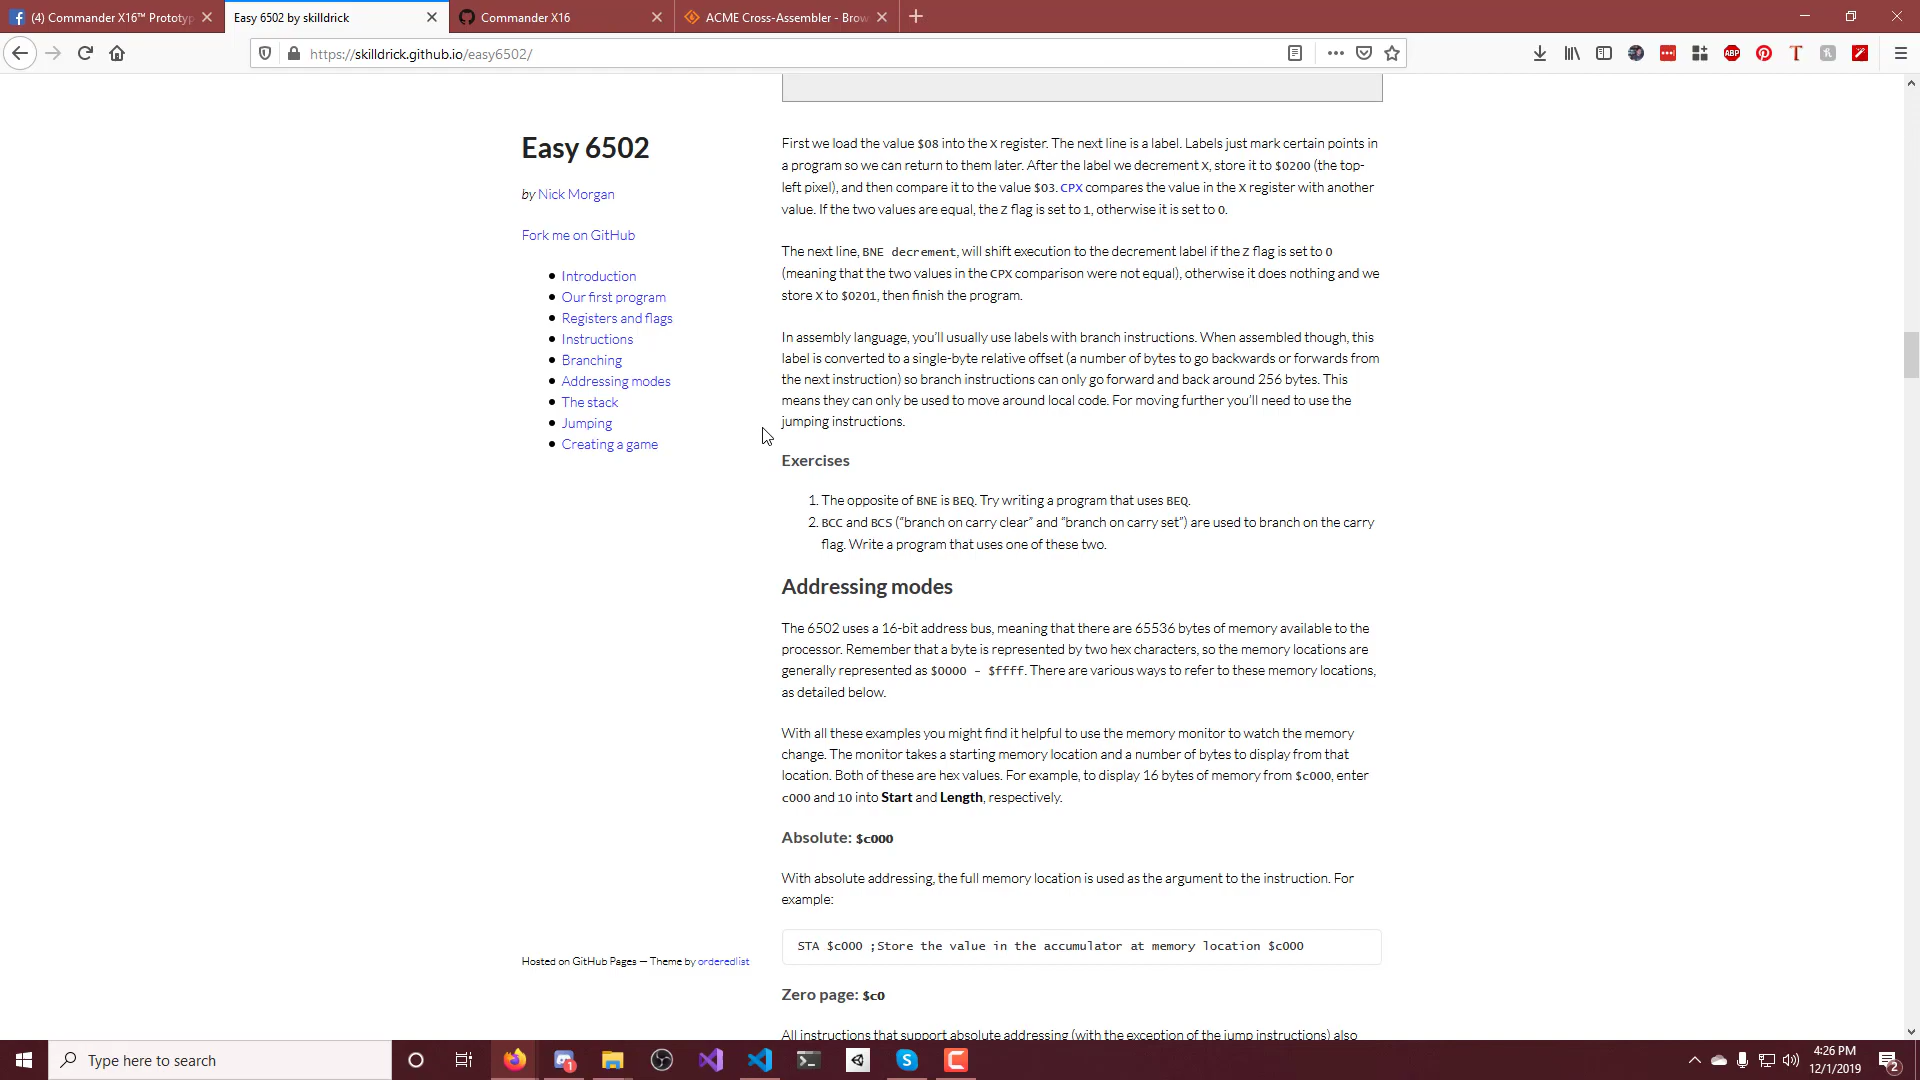 (4) Commander X16™ Prototyp
Easy 6502 by skilldrick
Commander X16
ACME Cross-Assembler - Brow
https://skilldrick.github.io/easy6502/
ABP
Easy 6502
by Nick Morgan
Fork me on GitHub
Introduction
Our first program
Registers and flags
Instructions
Branching
Addressing modes
The stack
Jumping
Creating a game
Hosted on GitHub Pages — Theme by orderedlist
First we load the value $08 into the X register. The next line is a label. Labels just mark certain points in
a program so we can return to them later. After the label we decrement X, store it to $0200 (the top-
left pixel), and then compare it to the value $03. CPX compares the value in the X register with another
value. If the two values are equal, the Z flag is set to 1, otherwise it is set to 0.
The next line, BNE decrement, will shift execution to the decrement label if the Z flag is set to 0
(meaning that the two values in the CPX comparison were not equal), otherwise it does nothing and we
store X to $0201, then finish the program.
In assembly language, you'll usually use labels with branch instructions. When assembled though, this
label is converted to a single-byte relative offset (a number of bytes to go backwards or forwards from
the next instruction) so branch instructions can only go forward and back around 256 bytes. This
means they can only be used to move around local code. For moving further you'll need to use the
jumping instructions.
Exercises
1. The opposite of BNE is BEQ. Try writing a program that uses BEQ.
2. BCC and BCS (“branch on carry clear” and “branch on carry set”) are used to branch on the carry
flag. Write a program that uses one of these two.
Addressing modes
The 6502 uses a 16-bit address bus, meaning that there are 65536 bytes of memory available to the
processor. Remember that a byte is represented by two hex characters, so the memory locations are
generally represented as $0000 - $ffff. There are various ways to refer to these memory locations,
as detailed below.
With all these examples you might find it helpful to use the memory monitor to watch the memory
change. The monitor takes a starting memory location and a number of bytes to display from that
location. Both of these are hex values. For example, to display 16 bytes of memory from $c000, enter
c000 and 10 into Start and Length, respectively.
Absolute: $c000
With absolute addressing, the full memory location is used as the argument to the instruction. For
example:
STA $c000 ;Store the value in the accumulator at memory location $c000
Zero page: $c0
All instructions that support absolute addressing (with the exception of the jump instructions) also
Type here to search
4:26 PM
12/1/2019